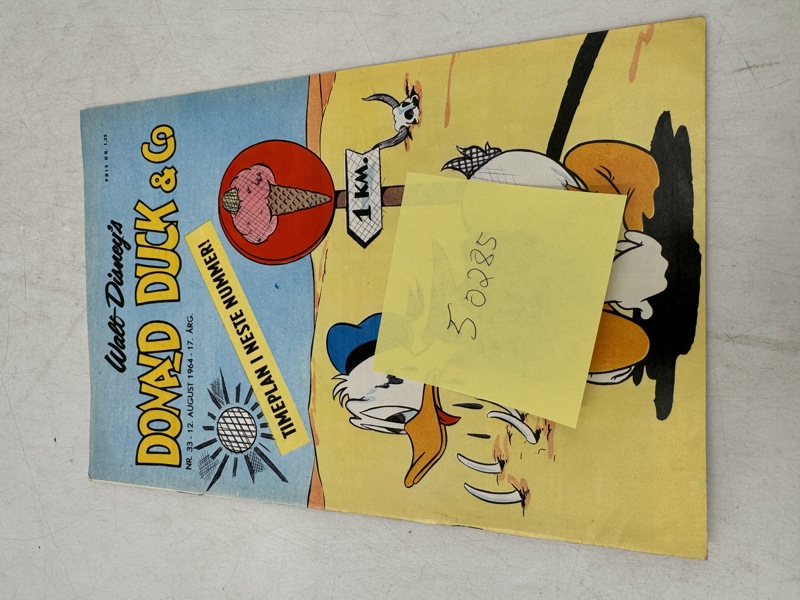 PRIS KR. 1,25
Walt Disney's
DONALD DUCK & Co
NR. 33 - 12. AUGUST 1964 - 17. ÅRG.
TIMEPLAN I NESTE NUMMER!
1 KM.
50285